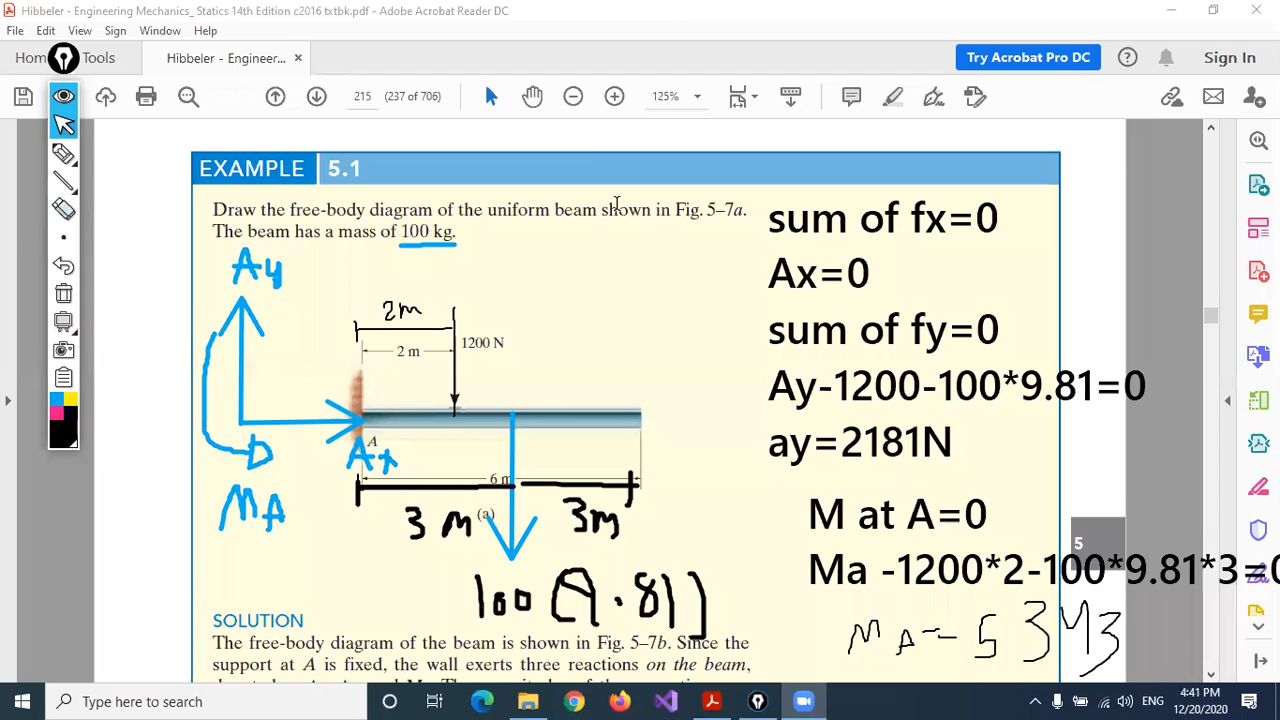 Hibbeler - Engineering Mechanics_ Statics 14th Edition c2016 txtbk.pdf - Adobe Acrobat Reader DC
File Edit View Sign Window Help
Hom Tools Hibbeler - Engineer... × Try Acrobat Pro DC Sign In
215 (237 of 706) 125%
EXAMPLE 5.1
Draw the free-body diagram of the uniform beam shown in Fig. 5–7a.
The beam has a mass of 100 kg.
sum of fx=0
Ay
Ax=0
2m
sum of fy=0
2 m
1200 N
Ay-1200-100*9.81=0
A
ay=2181N
Ax
6 m
MA
3 M
(a)
3m
M at A=0
5
Ma -1200*2-100*9.81*3=0
100 (9.81)
MA=-5343
SOLUTION
The free-body diagram of the beam is shown in Fig. 5–7b. Since the
support at A is fixed, the wall exerts three reactions on the beam,
Type here to search
ENG
4:41 PM
12/20/2020